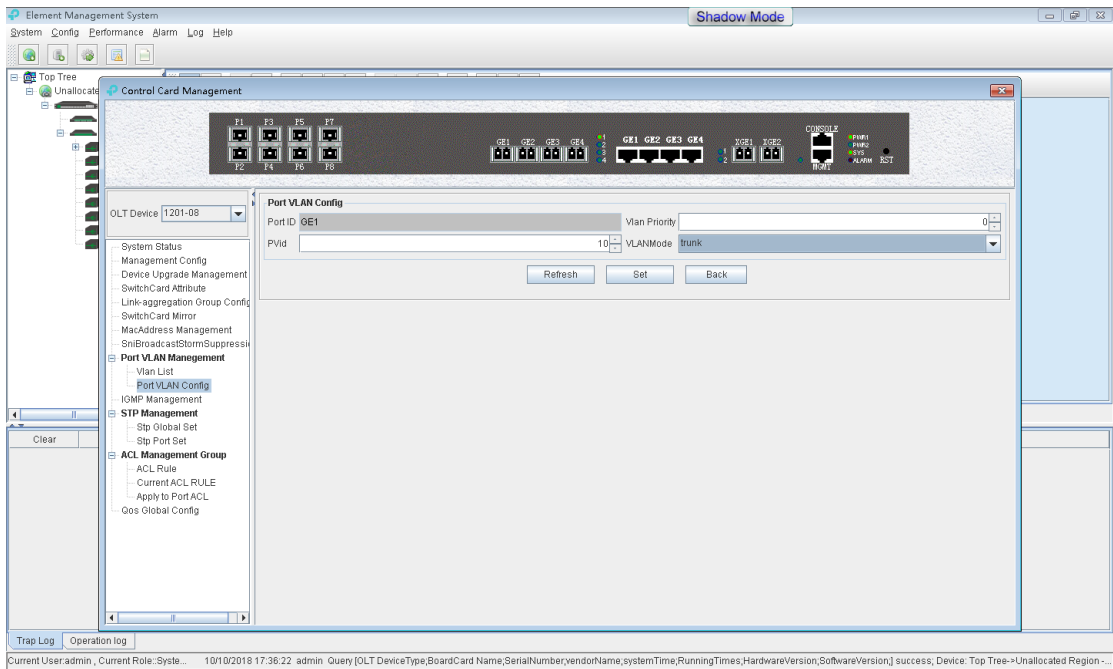 Element Management System
Shadow Mode
System Config Performance Alarm Log Help
Top Tree
Unallocate
Control Card Management
P1 P3 P5 P7
P2 P4 P6 P8
GE1 GE2 GE3 GE4
1
2
3
4
GE1 GE2 GE3 GE4
1
2
XGE1 XGE2
CONSOLE
MGMT
PWR1
PWR2
SYS
ALARM
RST
OLT Device 1201-08
System Status
Management Config
Device Upgrade Management
SwitchCard Attribute
Link-aggregation Group Config
SwitchCard Mirror
MacAddress Management
SniBroadcastStormSuppressi
Port VLAN Manegement
Vlan List
Port VLAN Config
IGMP Management
STP Management
Stp Global Set
Stp Port Set
ACL Management Group
ACL Rule
Current ACL RULE
Apply to Port ACL
Qos Global Config
Port VLAN Config
Port ID GE1 Vlan Priority 0
PVid 10 VLANMode trunk
Refresh Set Back
Clear
Trap Log Operation log
Current User:admin , Current Role::Syste... 10/10/2018 17:36:22 admin Query [OLT DeviceType;BoardCard Name;SerialNumber;vendorName;systemTime;RunningTimes;HardwareVersion;SoftwareVersion;] success; Device: Top Tree->Unallocated Region -...